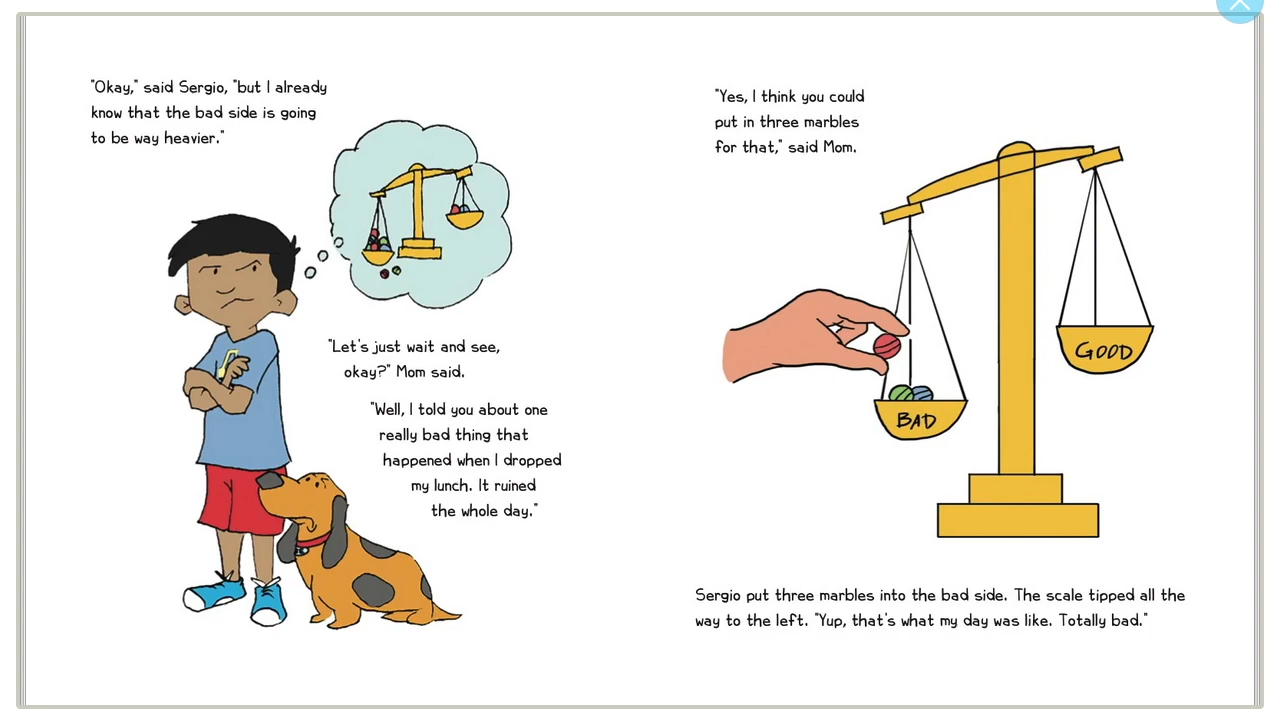 "Okay," said Sergio, "but I already
know that the bad side is going
to be way heavier."
"Let's just wait and see,
okay?" Mom said.
"Well, I told you about one
really bad thing that
happened when I dropped
my lunch. It ruined
the whole day."
"Yes, I think you could
put in three marbles
for that," said Mom.
GOOD
BAD
Sergio put three marbles into the bad side. The scale tipped all the
way to the left. "Yup, that's what my day was like. Totally bad."